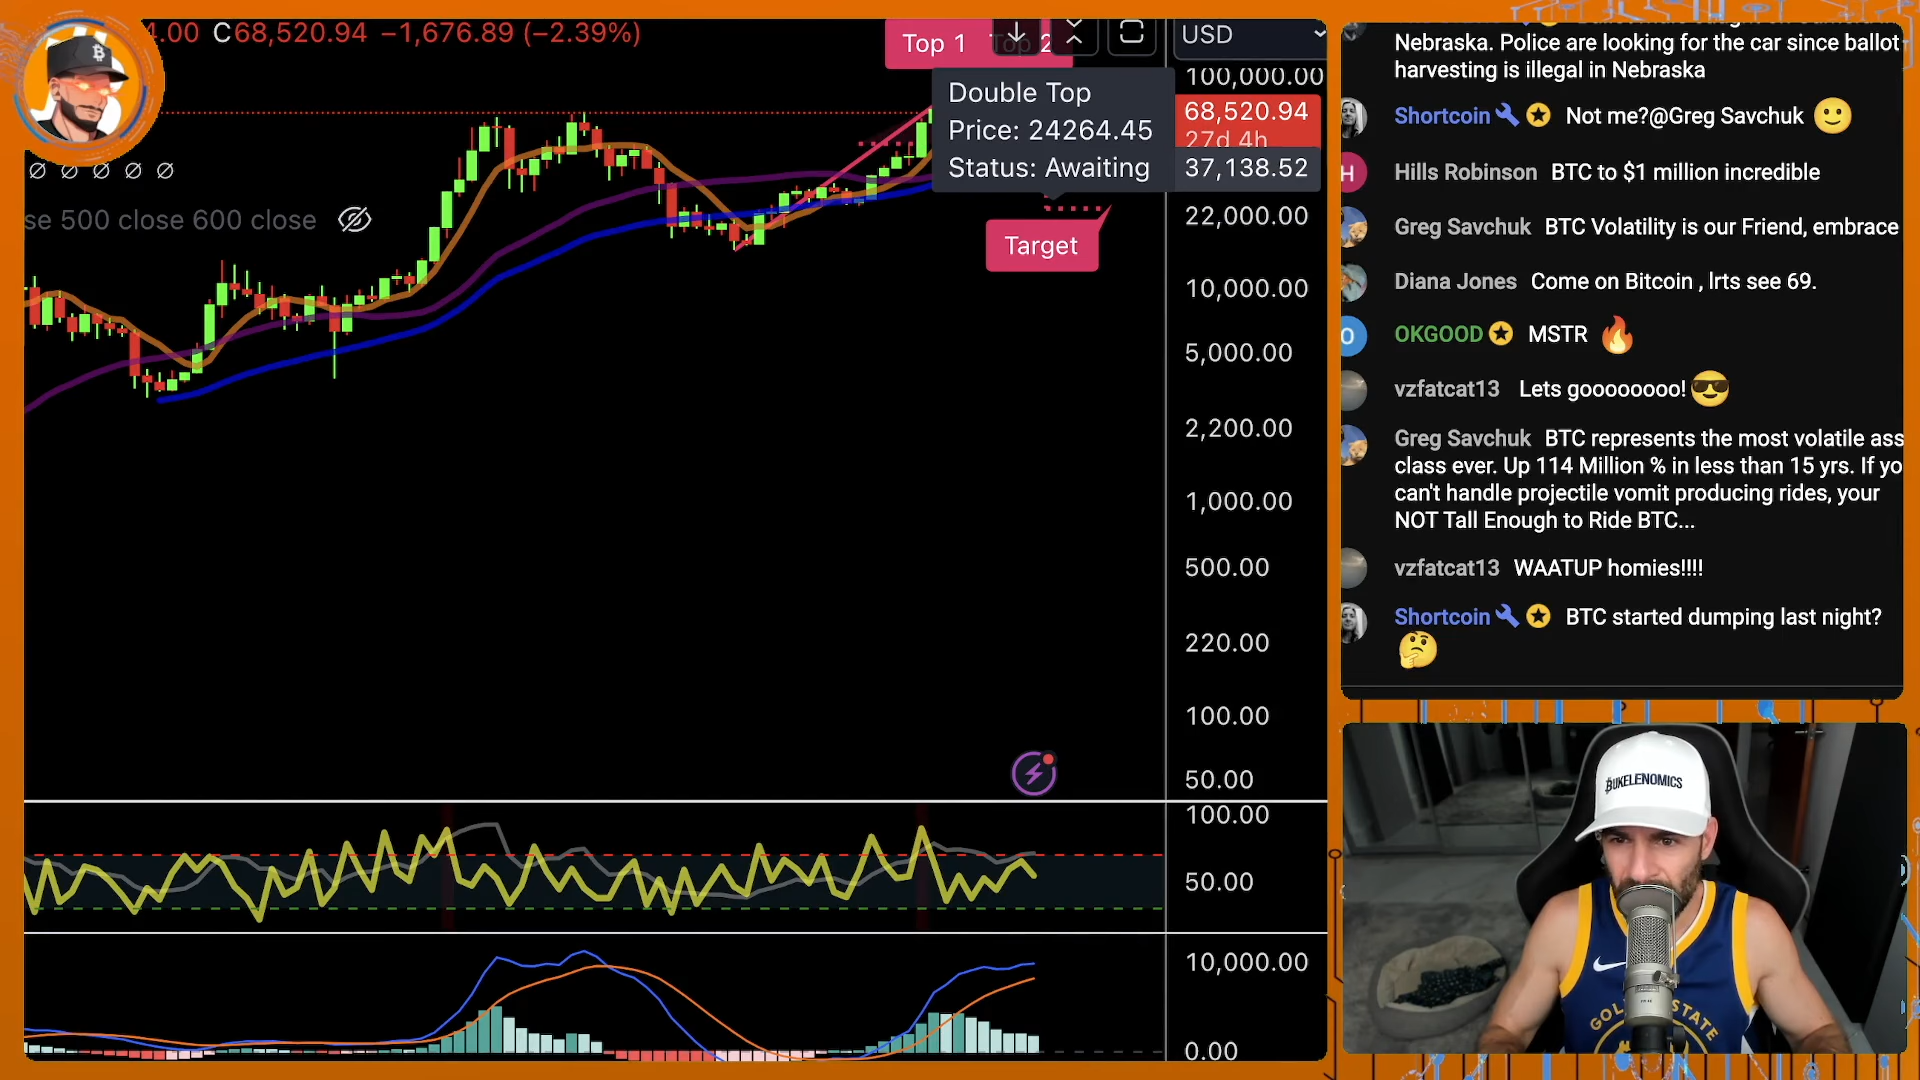 4.00 C68,520.94 −1,676.89 (−2.39%)
Top 1 Top 2
USD
Double Top
Price: 24264.45
Status: Awaiting
Target
se 500 close 600 close
100,000.00
68,520.94
27d 4h
37,138.52
22,000.00
10,000.00
5,000.00
2,200.00
1,000.00
500.00
220.00
100.00
50.00
100.00
50.00
10,000.00
0.00
Nebraska. Police are looking for the car since ballot
harvesting is illegal in Nebraska
Shortcoin Not me?@Greg Savchuk 🙂
H
Hills Robinson BTC to $1 million incredible
Greg Savchuk BTC Volatility is our Friend, embrace
Diana Jones Come on Bitcoin , lrts see 69.
O
OKGOOD MSTR 🔥
vzfatcat13 Lets goooooooo! 😎
Greg Savchuk BTC represents the most volatile ass
class ever. Up 114 Million % in less than 15 yrs. If yo
can't handle projectile vomit producing rides, your
NOT Tall Enough to Ride BTC...
vzfatcat13 WAATUP homies!!!!
Shortcoin BTC started dumping last night?
🤔
BUKELENOMICS
GOL STATE